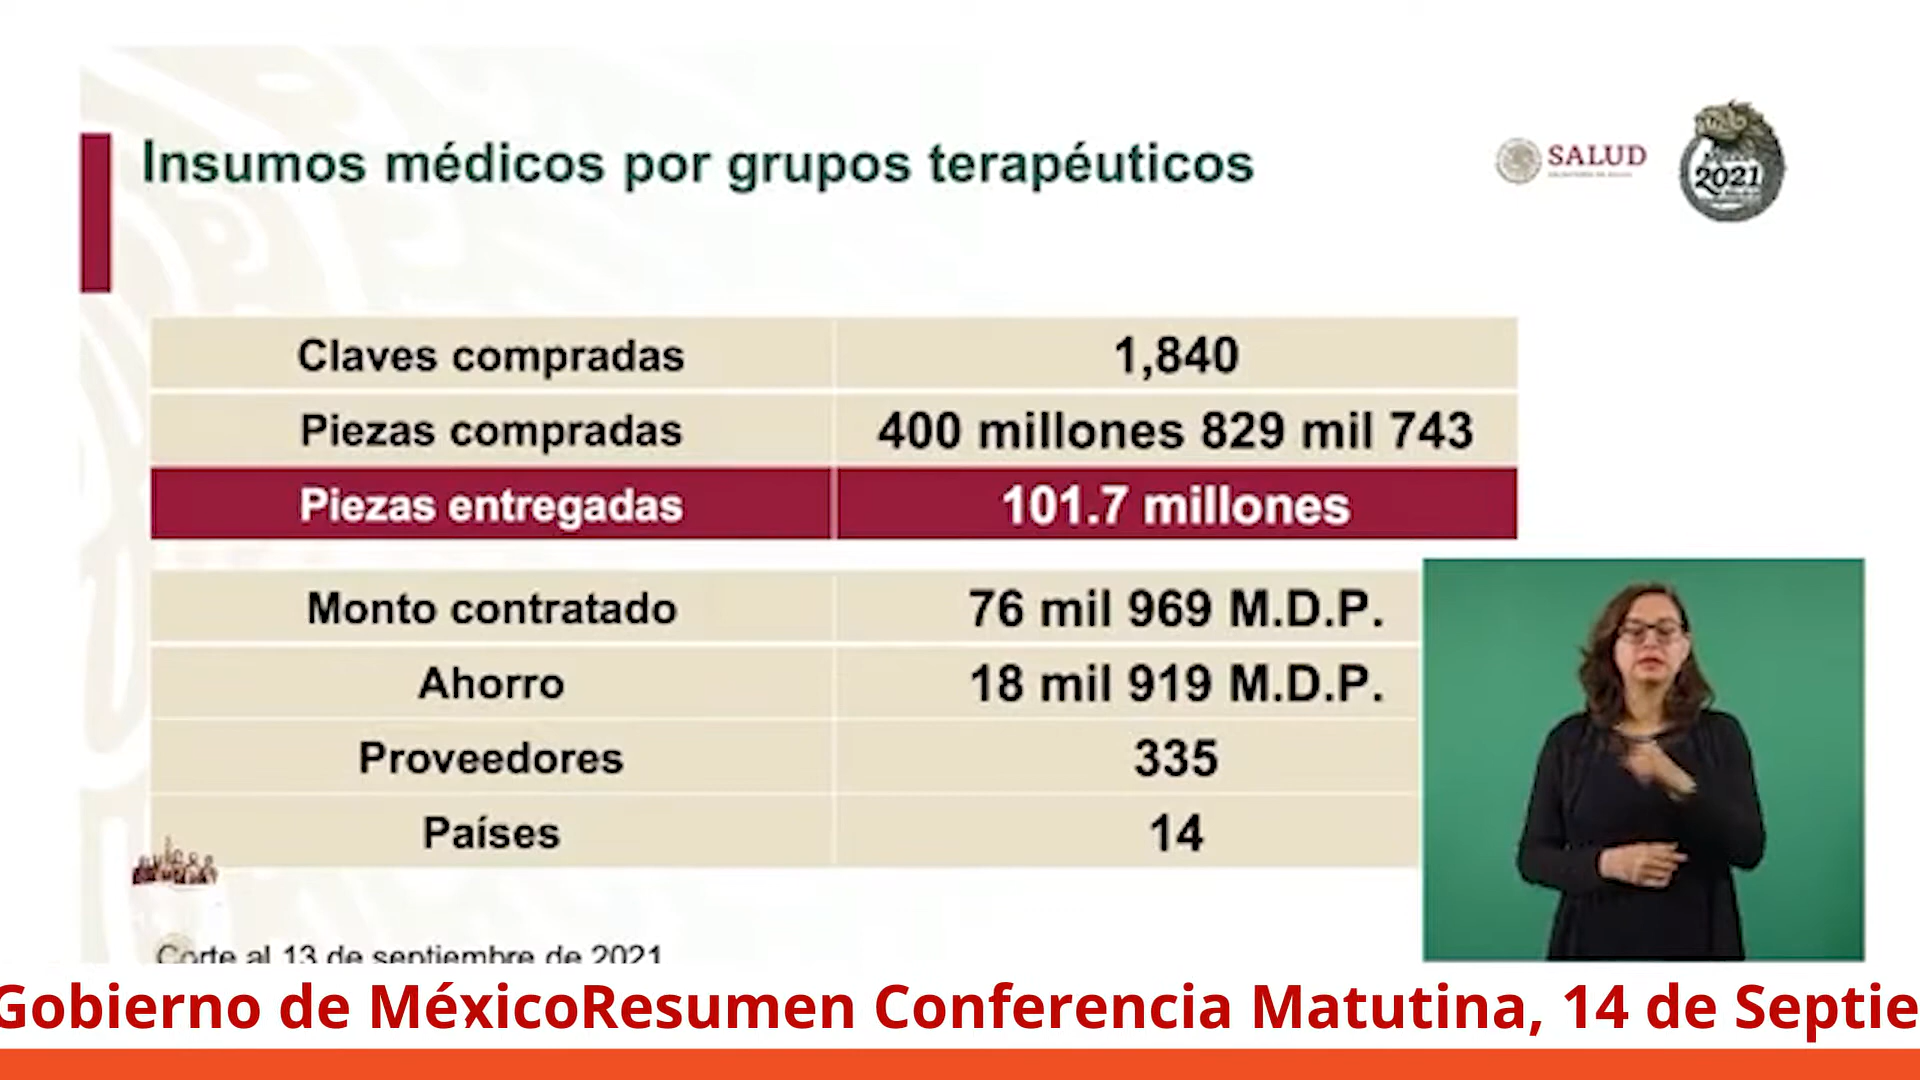 Insumos médicos por grupos terapéuticos
SALUD
2021
Claves compradas 1,840
Piezas compradas 400 millones 829 mil 743
Piezas entregadas 101.7 millones
Monto contratado 76 mil 969 M.D.P.
Ahorro 18 mil 919 M.D.P.
Proveedores 335
Países 14
Corte al 13 de septiembre de 2021
Gobierno de MéxicoResumen Conferencia Matutina, 14 de Septie